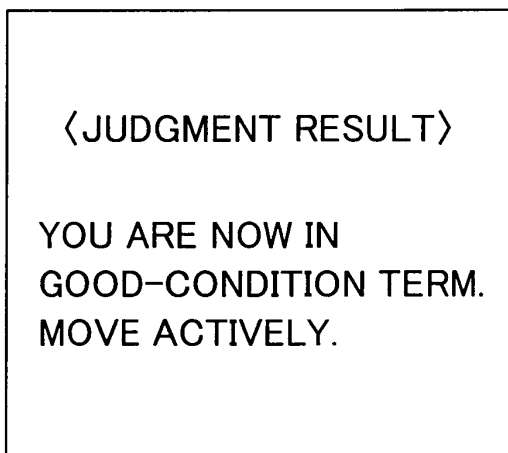 〈JUDGMENT RESULT〉
YOU ARE NOW IN
GOOD-CONDITION TERM.
MOVE ACTIVELY.